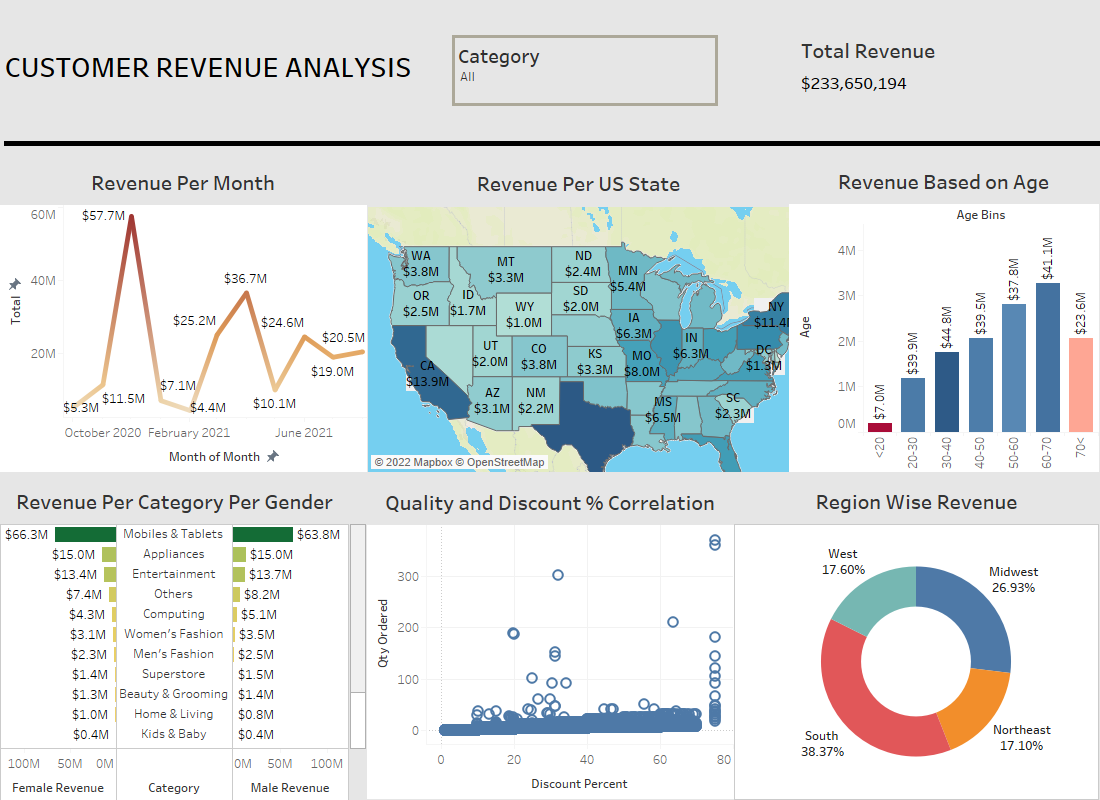 CUSTOMER REVENUE ANALYSIS
Category
All
Total Revenue
$233,650,194
Revenue Per Month
60M
40M
20M
Total
$57.7M
$36.7M
$25.2M
$24.6M
$20.5M
$19.0M
$7.1M
$11.5M
$5.3M
$4.4M
$10.1M
October 2020
February 2021
June 2021
Month of Month
Revenue Per US State
WA
$3.8M
MT
$3.3M
ND
$2.4M
MN
$5.4M
OR
$2.5M
ID
$1.7M
SD
$2.0M
WY
$1.0M
NY
$11.4
IA
$6.3M
IN
$6.3M
UT
$2.0M
CO
$3.8M
KS
$3.3M
MO
$8.0M
DC
$1.3M
CA
$13.9M
AZ
$3.1M
NM
$2.2M
MS
$6.5M
SC
$2.3M
© 2022 Mapbox © OpenStreetMap
Revenue Based on Age
Age Bins
4M
3M
2M
1M
0M
Age
$7.0M
$39.9M
$44.8M
$39.5M
$37.8M
$41.1M
$23.6M
<20
20-30
30-40
40-50
50-60
60-70
70<
Revenue Per Category Per Gender
$66.3M Mobiles & Tablets $63.8M
$15.0M Appliances $15.0M
$13.4M Entertainment $13.7M
$7.4M Others $8.2M
$4.3M Computing $5.1M
$3.1M Women's Fashion $3.5M
$2.3M Men's Fashion $2.5M
$1.4M Superstore $1.5M
$1.3M Beauty & Grooming $1.4M
$1.0M Home & Living $0.8M
$0.4M Kids & Baby $0.4M
100M 50M 0M 0M 50M 100M
Female Revenue Category Male Revenue
Quality and Discount % Correlation
300
200
100
0
Qty Ordered
0 20 40 60 80
Discount Percent
Region Wise Revenue
West
17.60%
Midwest
26.93%
South
38.37%
Northeast
17.10%